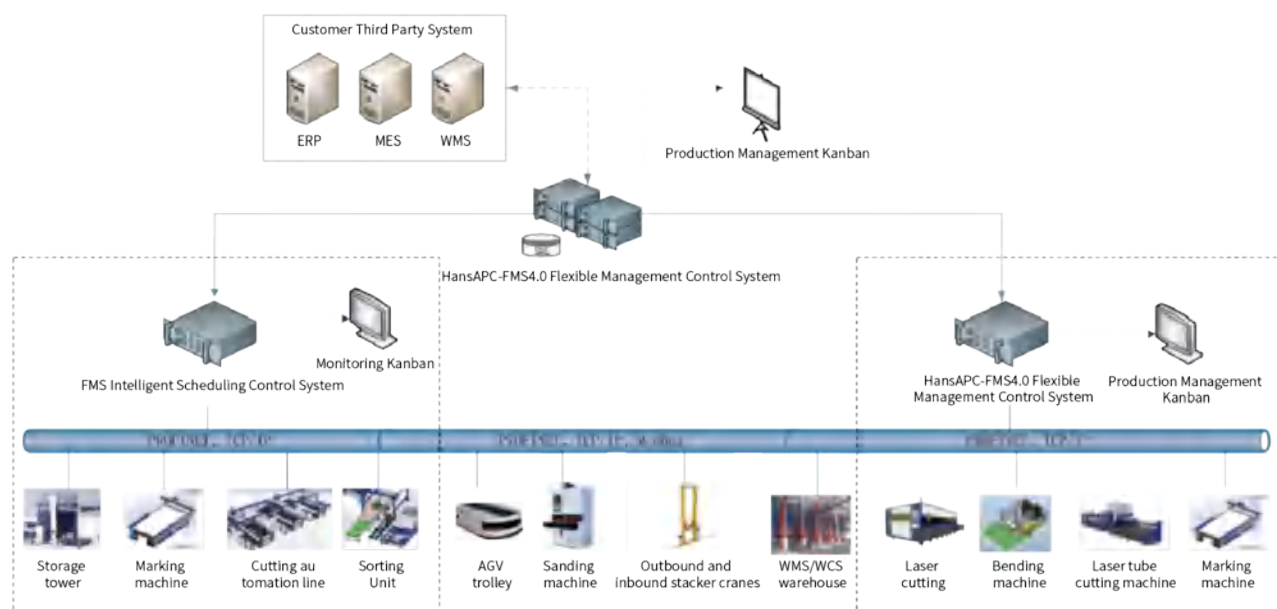 Customer Third Party System
ERP
MES
WMS
Production Management Kanban
HansAPC-FMS4.0 Flexible Management Control System
Monitoring Kanban
FMS Intelligent Scheduling Control System
HansAPC-FMS4.0 Flexible
Management Control System
Production Management
Kanban
Storage
tower
Marking
machine
Cutting au
tomation line
Sorting
Unit
AGV
trolley
Sanding
machine
Outbound and
inbound stacker cranes
WMS/WCS
warehouse
Laser
cutting
Bending
machine
Laser tube
cutting machine
Marking
machine